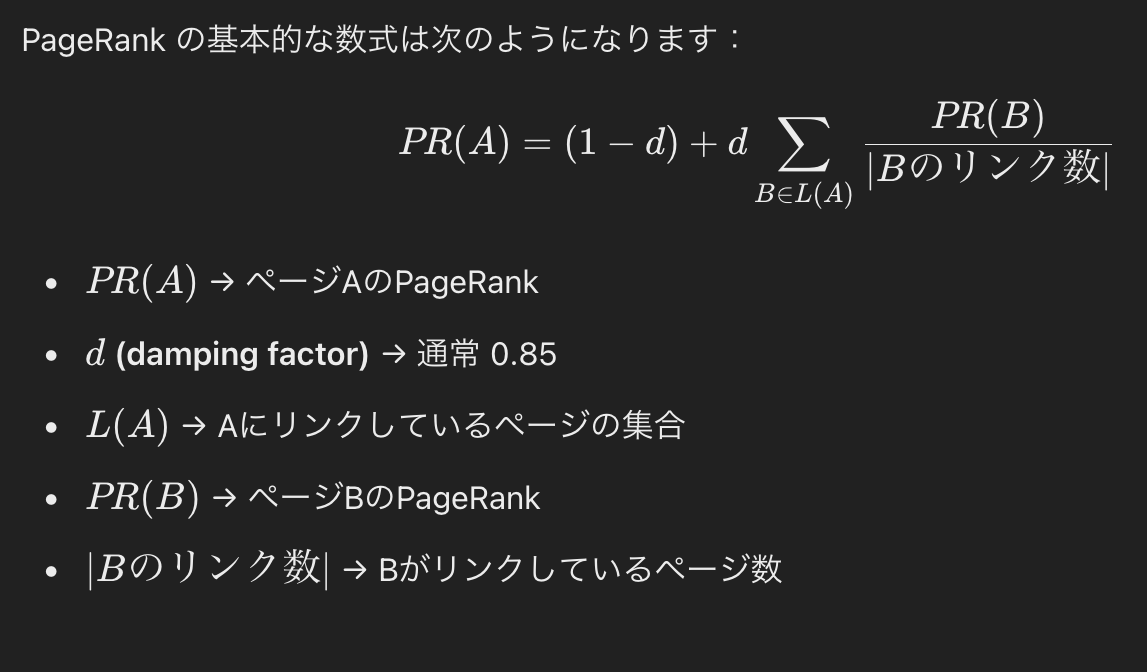 PageRank の基本的な数式は次のようになります：
PR(A) = (1 − d) + d ∑_{B∈L(A)} PR(B) / |Bのリンク数|
• PR(A) → ページAのPageRank
• d (damping factor) → 通常 0.85
• L(A) → Aにリンクしているページの集合
• PR(B) → ページBのPageRank
• |Bのリンク数| → Bがリンクしているページ数